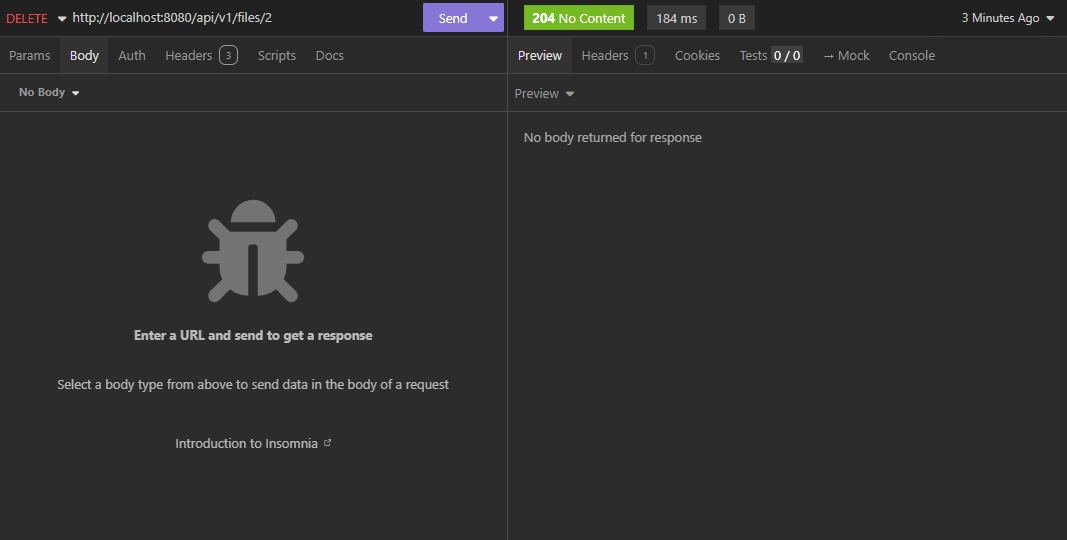 DELETE http://localhost:8080/api/v1/files/2 Send
204 No Content 184 ms 0 B 3 Minutes Ago
Params Body Auth Headers 3 Scripts Docs
Preview Headers 1 Cookies Tests 0 / 0 → Mock Console
No Body
Preview
No body returned for response
Enter a URL and send to get a response
Select a body type from above to send data in the body of a request
Introduction to Insomnia